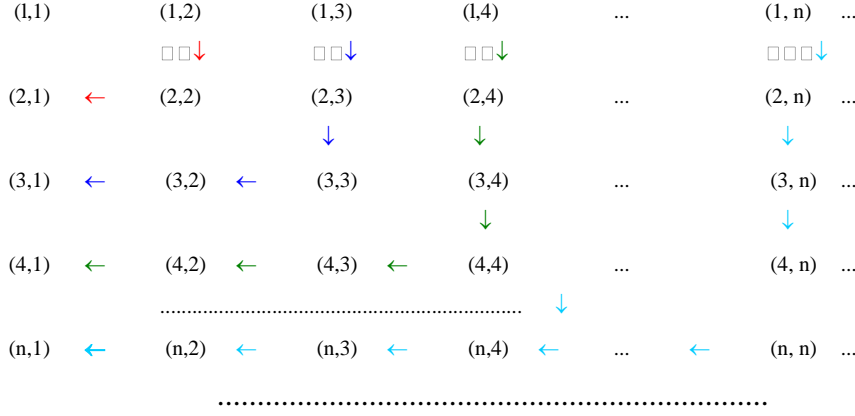 (l,1) (1,2) (1,3) (l,4) ... (1, n) ...
□□↓ □□↓ □□↓ □□□↓
(2,1) ← (2,2) (2,3) (2,4) ... (2, n) ...
↓ ↓ ↓
(3,1) ← (3,2) ← (3,3) (3,4) ... (3, n) ...
↓ ↓
(4,1) ← (4,2) ← (4,3) ← (4,4) ... (4, n) ...
................................................................... ↓
(n,1) ← (n,2) ← (n,3) ← (n,4) ← ... ← (n, n) ...
....................................................................................